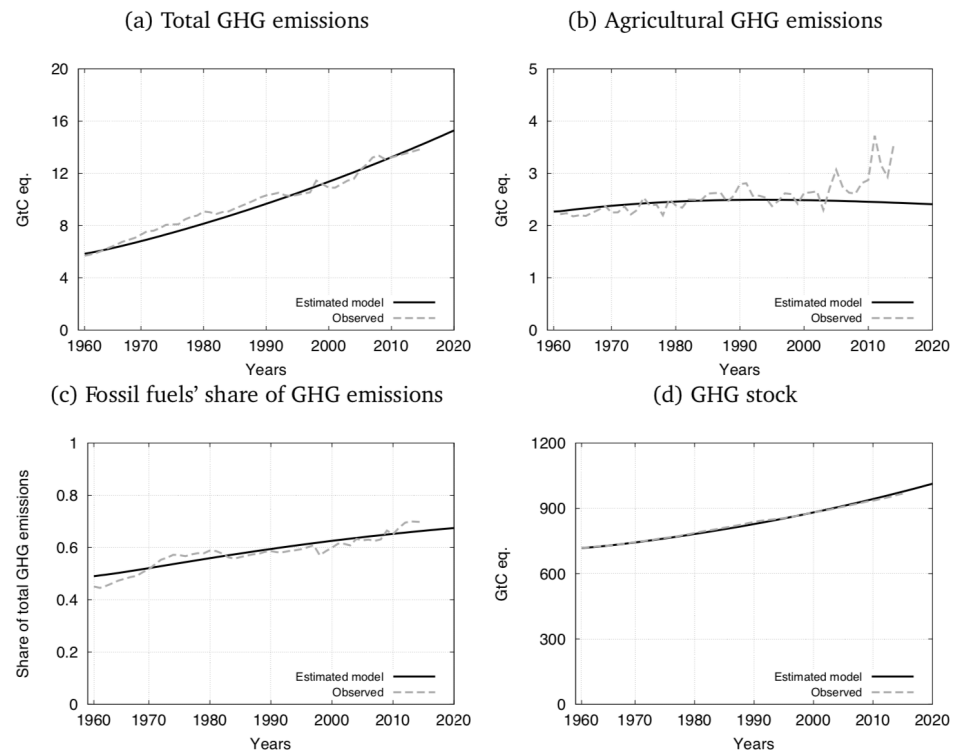 (a) Total GHG emissions
20
16
12
8
4
0
GtC eq.
Estimated model
Observed
1960 1970 1980 1990 2000 2010 2020
Years
(b) Agricultural GHG emissions
5
4
3
2
1
0
GtC eq.
Estimated model
Observed
1960 1970 1980 1990 2000 2010 2020
Years
(c) Fossil fuels’ share of GHG emissions
1
0.8
0.6
0.4
0.2
0
Share of total GHG emissions
Estimated model
Observed
1960 1970 1980 1990 2000 2010 2020
Years
(d) GHG stock
1200
900
600
300
0
GtC eq.
Estimated model
Observed
1960 1970 1980 1990 2000 2010 2020
Years